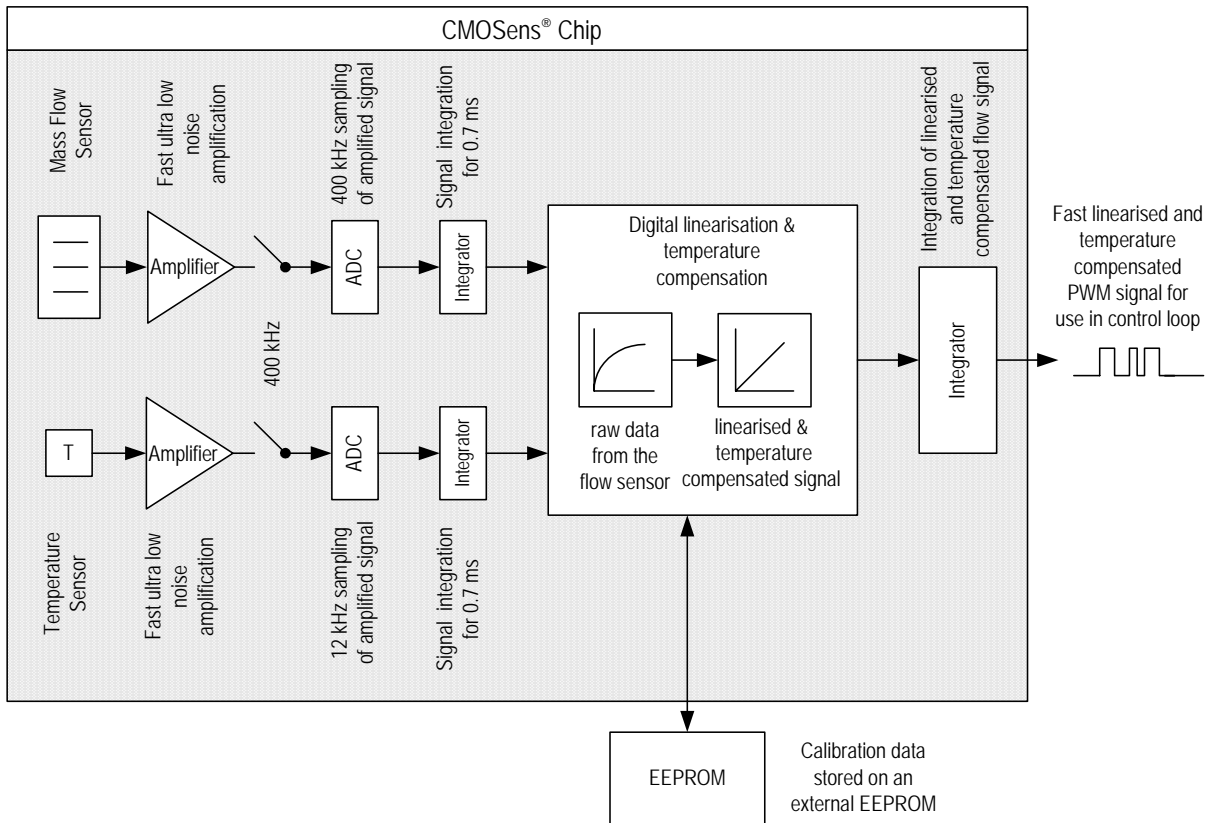 CMOSens® Chip
Mass Flow
Sensor
Fast ultra low
noise
amplification
400 kHz sampling
of amplified signal
Signal integration
for 0.7 ms
Integration of linearised
and temperature
compensated flow signal
Amplifier
ADC
Integrator
400 kHz
T
Amplifier
ADC
Integrator
Temperature
Sensor
Fast ultra low
noise
amplification
12 kHz sampling
of amplified signal
Signal integration
for 0.7 ms
Digital linearisation &
temperature
compensation
raw data
from the
flow sensor
linearised &
temperature
compensated signal
Integrator
Fast linearised and
temperature
compensated
PWM signal for
use in control loop
EEPROM
Calibration data
stored on an
external EEPROM